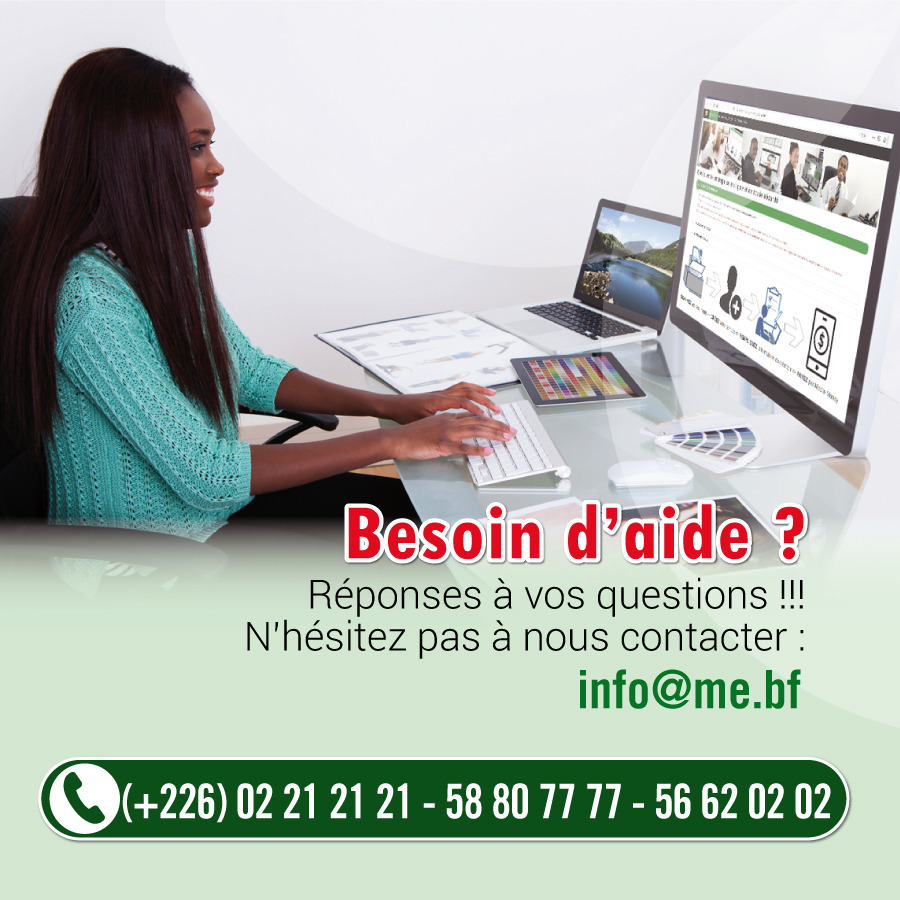 Besoin d'aide ?
Réponses à vos questions !!!
N'hésitez pas à nous contacter :
info@me.bf
(+226) 02 21 21 21 - 58 80 77 77 - 56 62 02 02